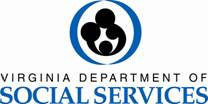 VIRGINIA DEPARTMENT OF
SOCIAL SERVICES